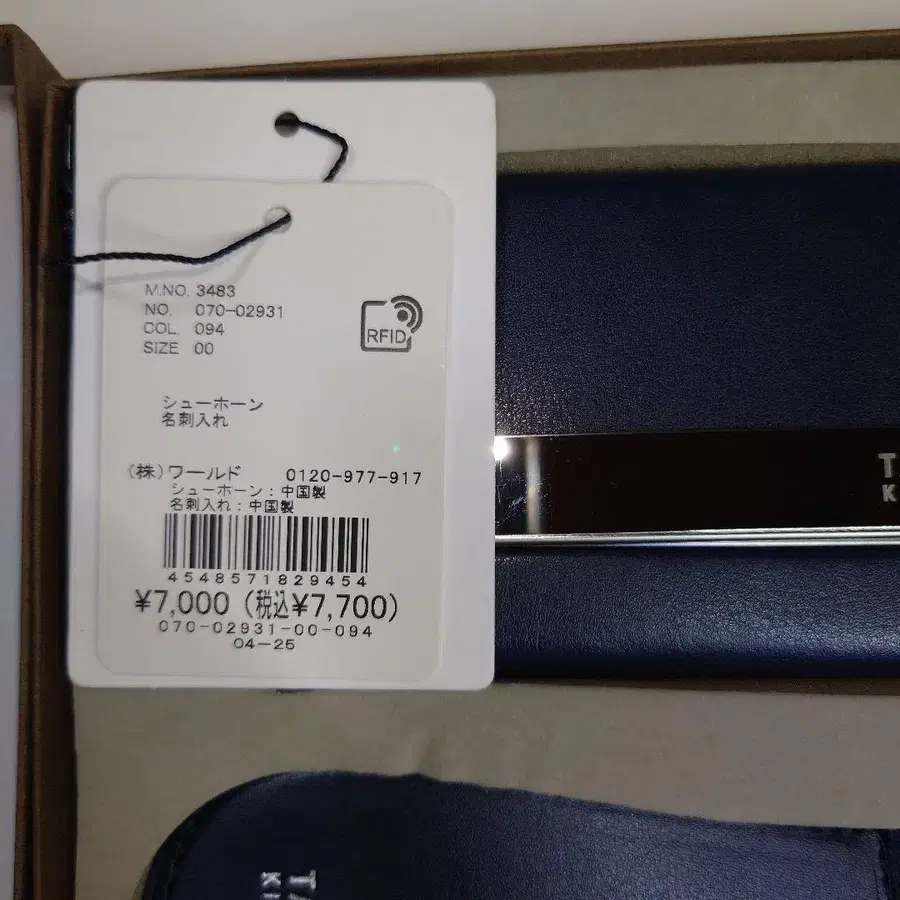 M.NO. 3483
NO. 070-02931
COL. 094
SIZE 00
RFID
シューホーン
名刺入れ
(株)ワールド 0120-977-917
シューホーン:中国製
名刺入れ:中国製
4548571829454
¥7,000 (税込¥7,700)
070-02931-00-094
04-25